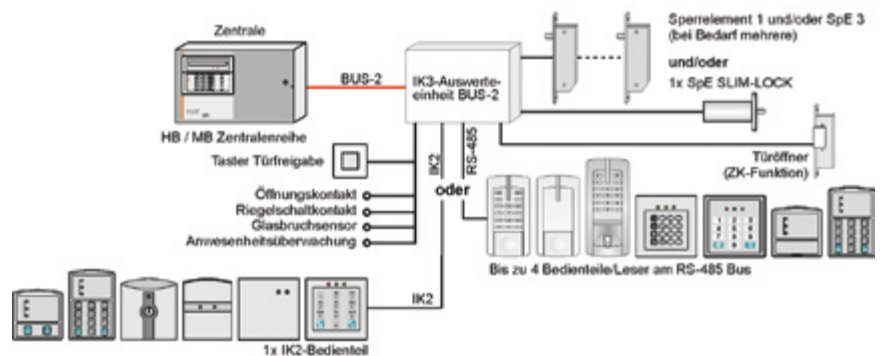 Zentrale
BUS-2
HB / MB Zentralenreihe
IK3-Auswerte-
einheit BUS-2
Sperrelement 1 und/oder SpE 3
(bei Bedarf mehrere)
und/oder
1x SpE SLIM-LOCK
Türöffner
(ZK-Funktion)
Taster Türfreigabe
Öffnungskontakt
Riegelschaltkontakt
Glasbruchsensor
Anwesenheitsüberwachung
IK2
oder
RS-485
Bis zu 4 Bedienteile/Leser am RS-485 Bus
IK2
1x IK2-Bedienteil